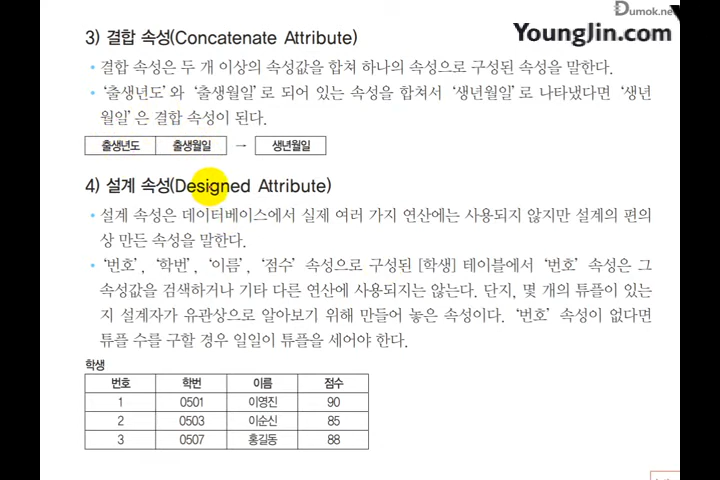 Dumok.ne
YoungJin.com
3) 결합 속성(Concatenate Attribute)
• 결합 속성은 두 개 이상의 속성값을 합쳐 하나의 속성으로 구성된 속성을 말한다.
• ‘출생년도’와 ‘출생월일’로 되어 있는 속성을 합쳐서 ‘생년월일’로 나타냈다면 ‘생년
월일’은 결합 속성이 된다.
출생년도 출생월일 → 생년월일
4) 설계 속성(Designed Attribute)
• 설계 속성은 데이터베이스에서 실제 여러 가지 연산에는 사용되지 않지만 설계의 편의
상 만든 속성을 말한다.
• ‘번호’, ‘학번’, ‘이름’, ‘점수’ 속성으로 구성된 [학생] 테이블에서 ‘번호’ 속성은 그
속성값을 검색하거나 기타 다른 연산에 사용되지는 않는다. 단지, 몇 개의 튜플이 있는
지 설계자가 유관상으로 알아보기 위해 만들어 놓은 속성이다. ‘번호’ 속성이 없다면
튜플 수를 구할 경우 일일이 튜플을 세어야 한다.
학생
번호 학번 이름 점수
1 0501 이영진 90
2 0503 이순신 85
3 0507 홍길동 88